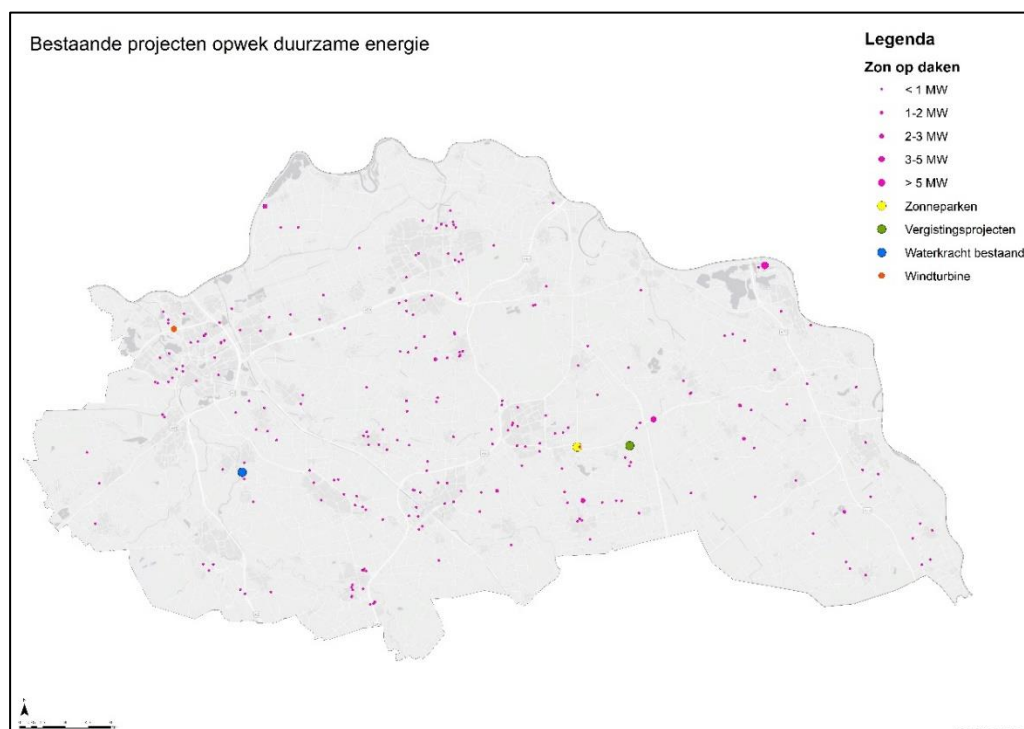 Bestaande projecten opwek duurzame energie
Legenda
Zon op daken
< 1 MW
1-2 MW
2-3 MW
3-5 MW
> 5 MW
Zonneparken
Vergistingsprojecten
Waterkracht bestaand
Windturbine